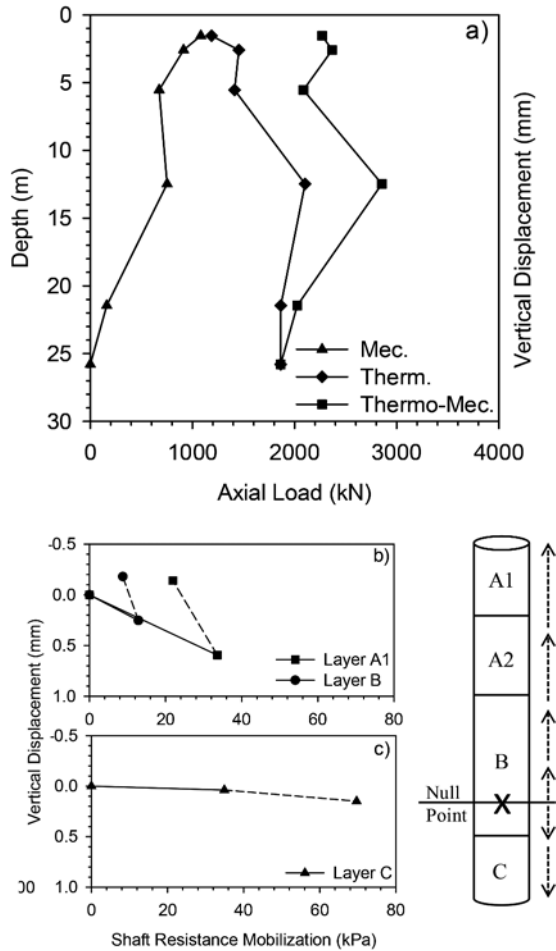 a)
0
5
10
15
20
25
30
Depth (m)
Vertical Displacement (mm)
Mec.
Therm.
Thermo-Mec.
0 1000 2000 3000 4000
Axial Load (kN)
b)
-0.5
0.0
0.5
1.0
Layer A1
Layer B
0 20 40 60 80
Vertical Displacement (mm)
c)
-0.5
0.0
0.5
1.0
00
Layer C
0 20 40 60 80
Shaft Resistance Mobilization (kPa)
A1
A2
B
Null
Point
X
C